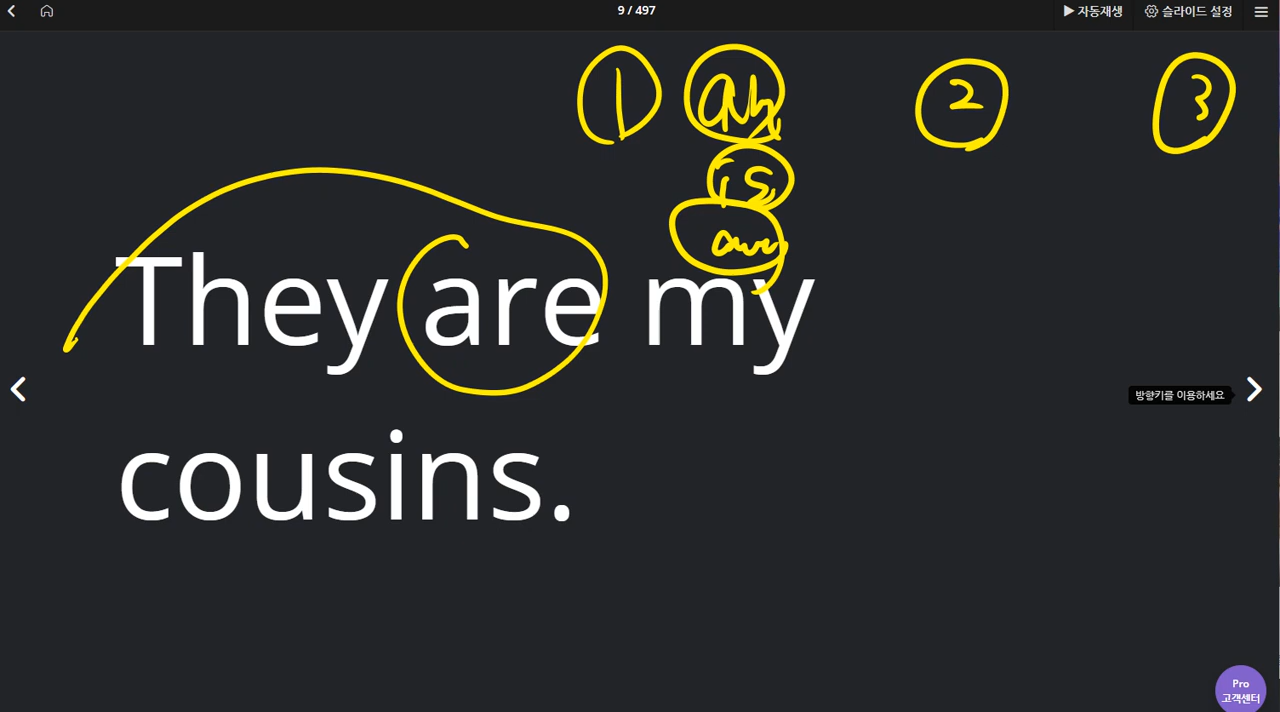 9 / 497
▶ 자동재생
슬라이드 설정
1 am 2 3
is
are
They are my
cousins.
방향키를 이용하세요
Pro
고객센터